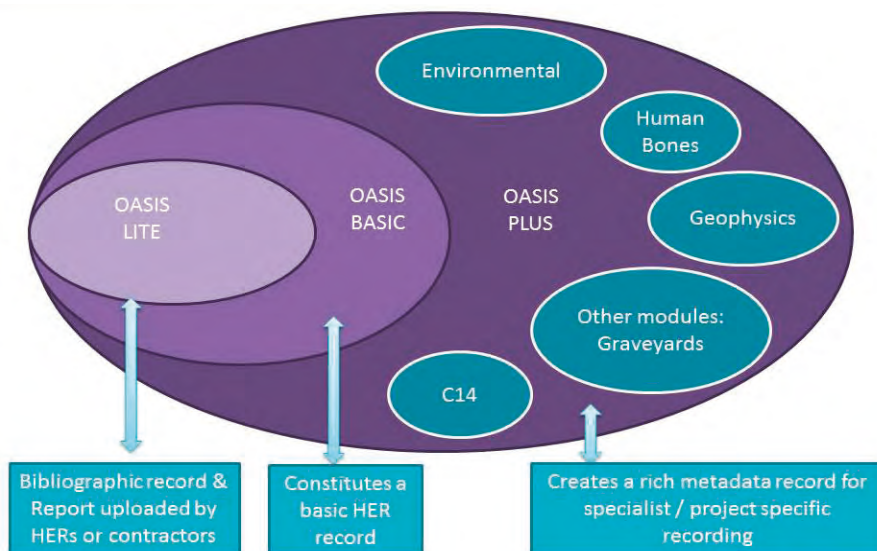 Environmental
Human
Bones
OASIS
LITE
OASIS
BASIC
OASIS
PLUS
Geophysics
Other modules:
Graveyards
C14
Bibliographic record &
Report uploaded by
HERs or contractors
Constitutes a
basic HER
record
Creates a rich metadata record for
specialist / project specific
recording